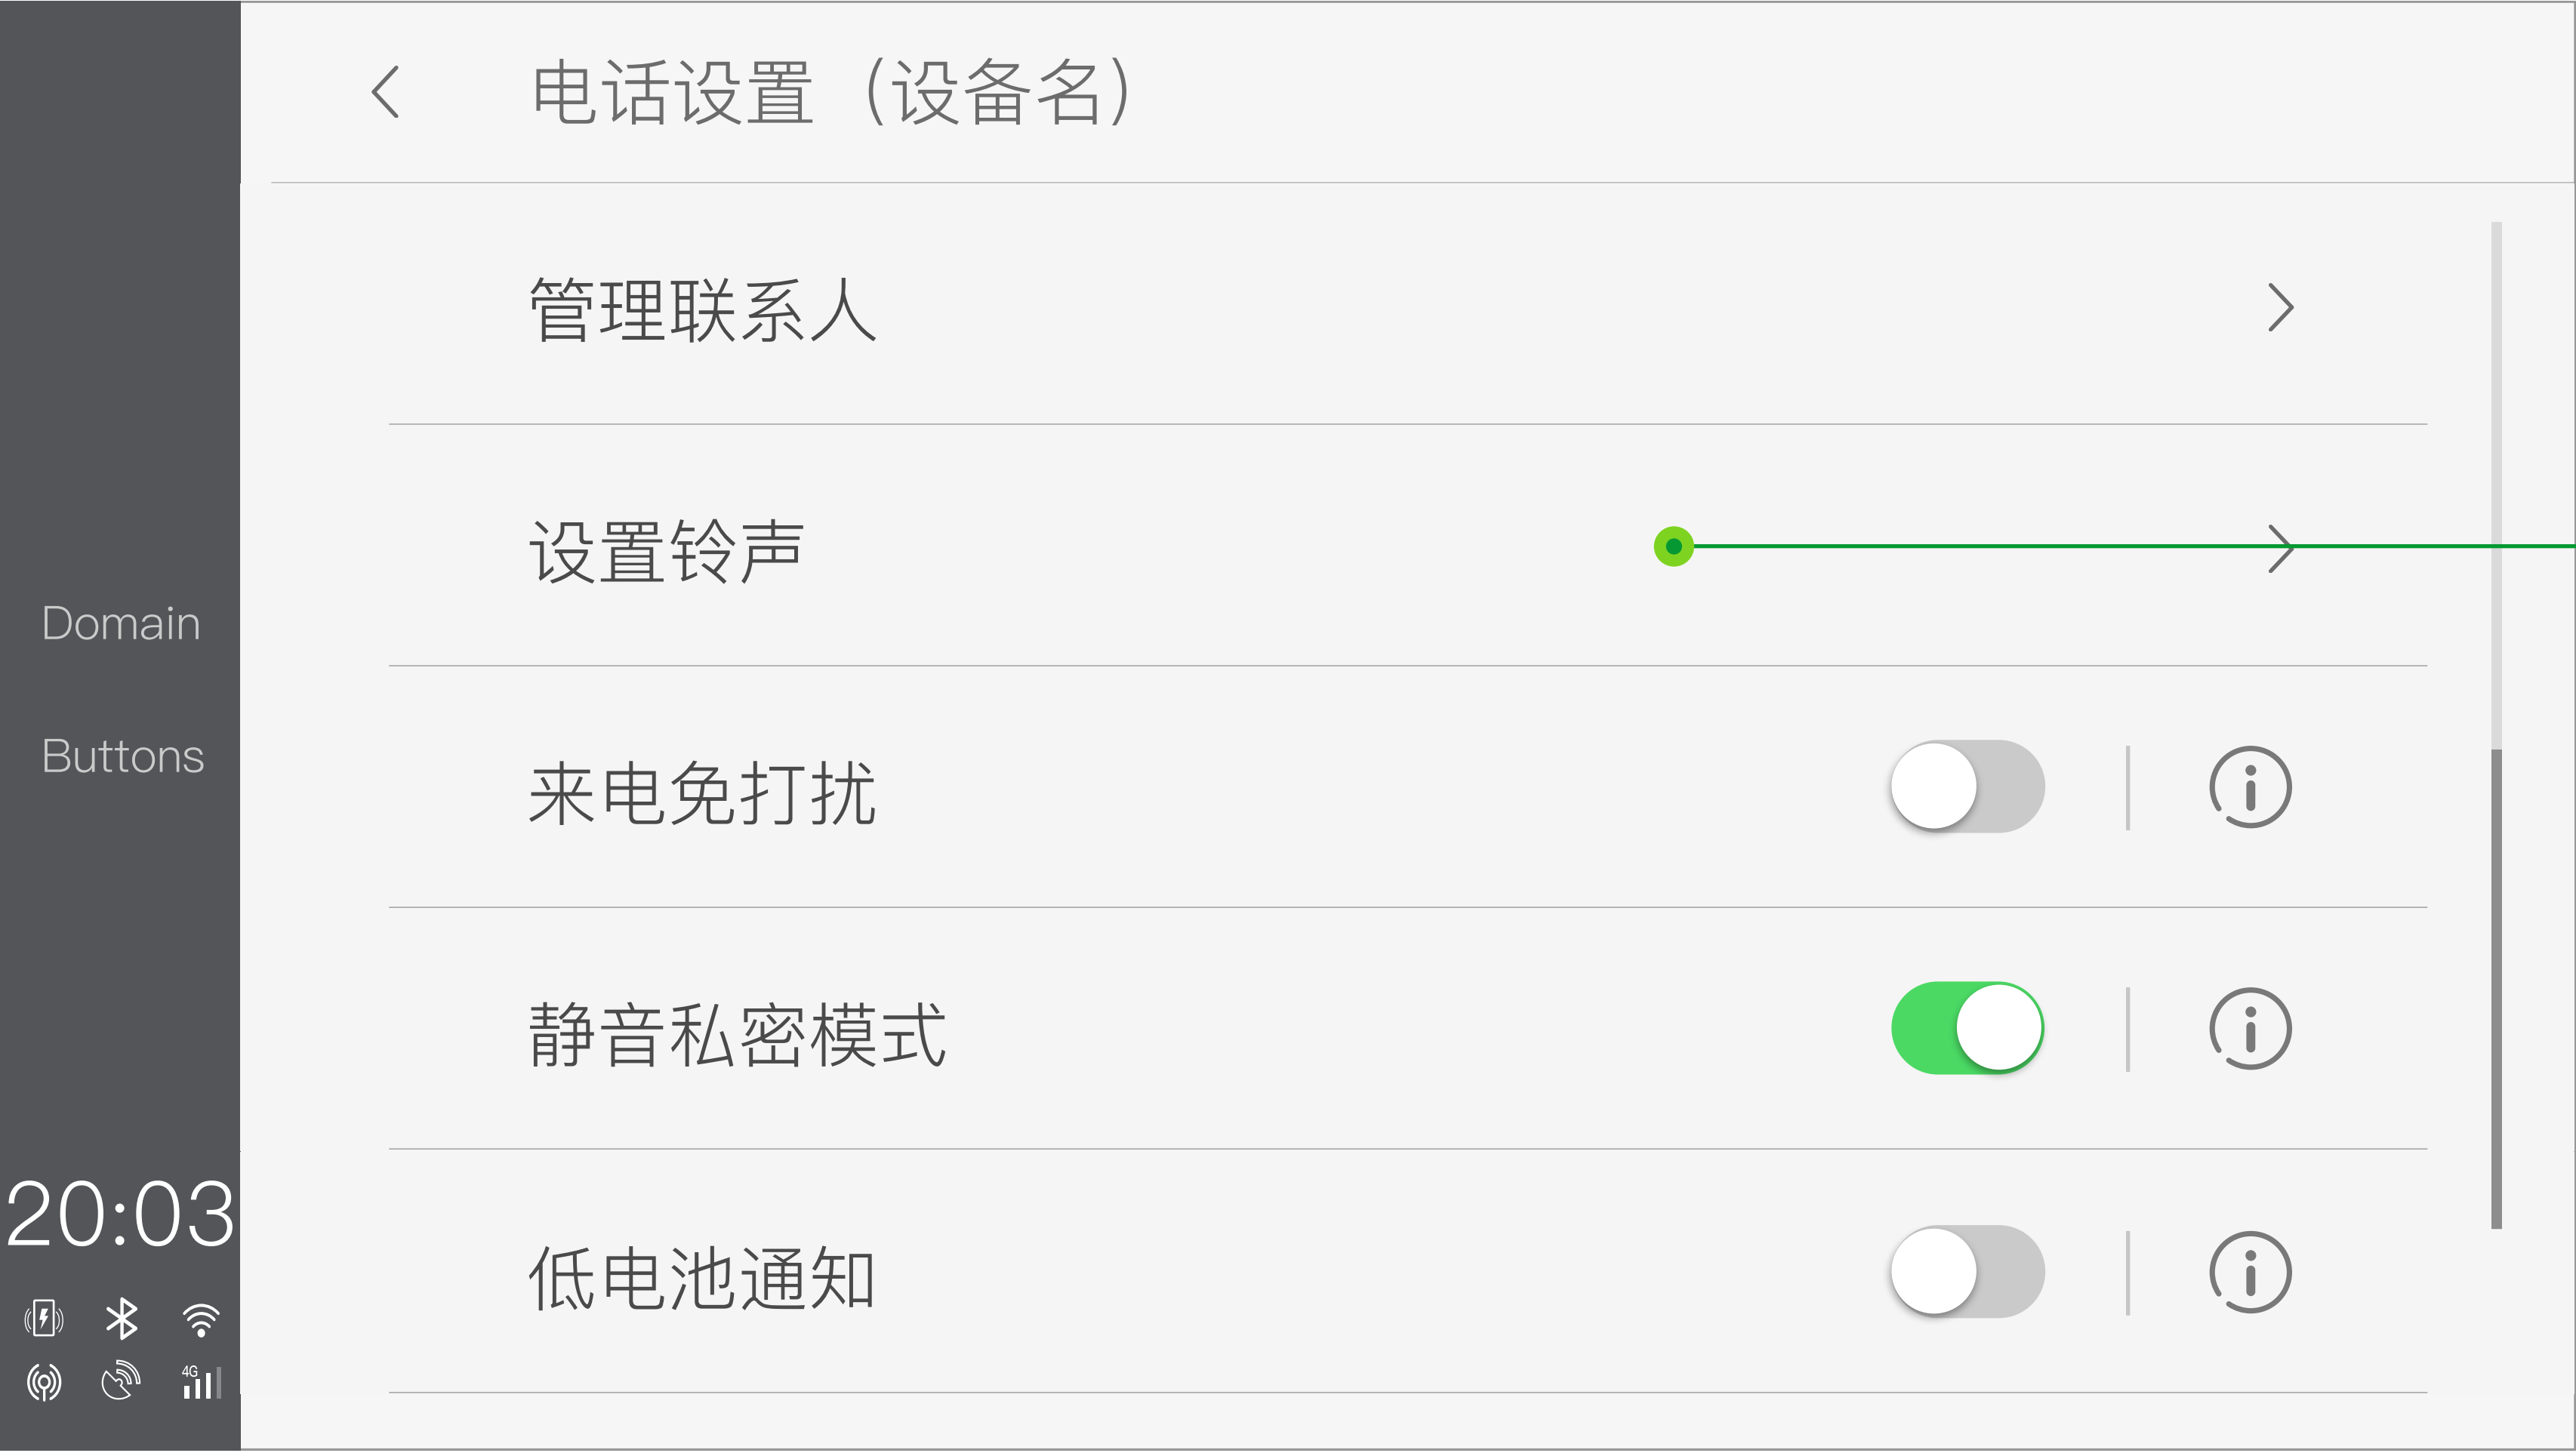 电话设置（设备名）
管理联系人
设置铃声
来电免打扰
静音私密模式
低电池通知
Domain
Buttons
20:03
4G